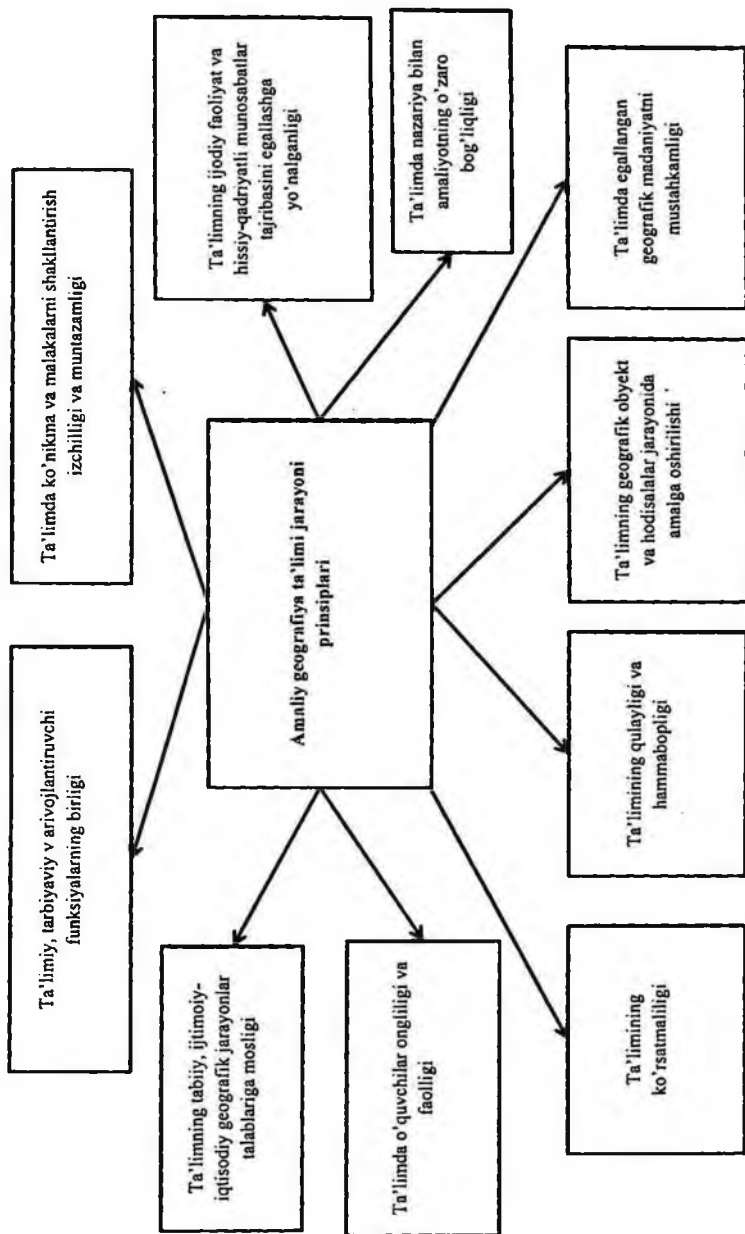 Ta'limiy, tarbiyaviy v arivojlantiruvchi
funksiyalarning birligi
Ta'limda ko'nikma va malakalarni shakllantirish
izchilligi va muntazamligi
Ta'limning tabiiy, ijtimoiy-
iqtisodiy geografik jarayonlar
talablariga mosligi
Ta'limning ijodiy faoliyat va
hissiy-qadriyatli munosabatlar
tajribasini egallashga
yo'nalganligi
Amaliy geografiya ta'limi jarayoni
prinsiplari
Ta'limda o'quvchilar ongliligi va
faolligi
Ta'limda nazariya bilan
amaliyotning o'zaro
bog'liqligi
Ta'limining
ko'rsatmaliligi
Ta'limining qulayligi va
hammabopligi
Ta'limning geografik obyekt
va hodisalalar jarayonida
amalga oshirilishi
Ta'limda egallangan
geografik madaniyatni
mustahkamligi